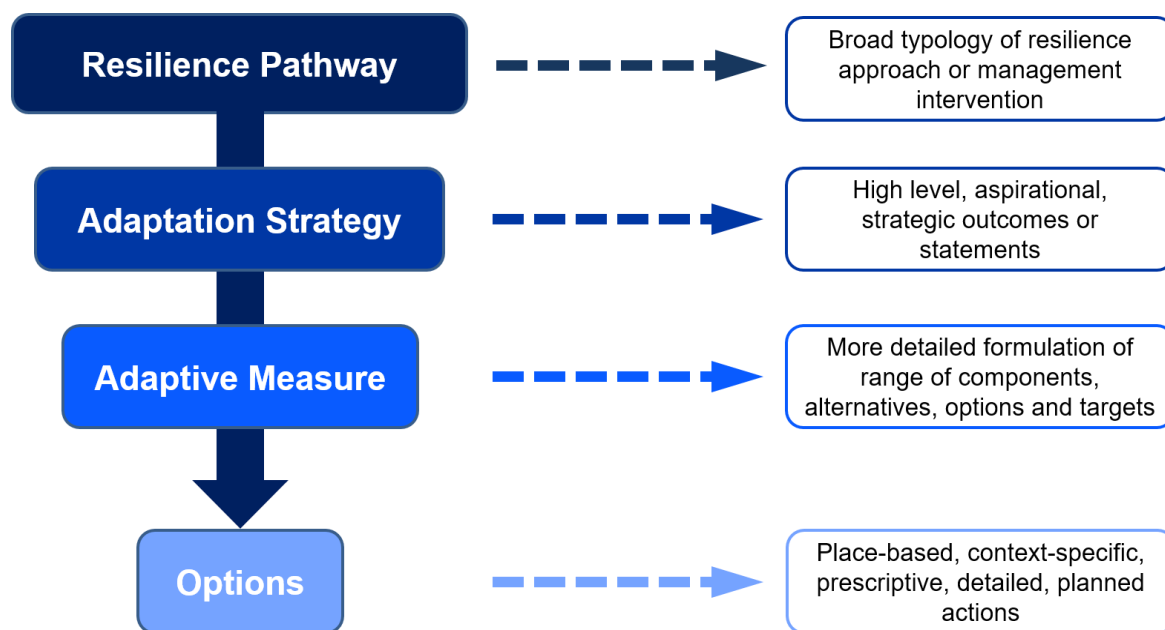 Resilience Pathway
Broad typology of resilience
approach or management
intervention
Adaptation Strategy
High level, aspirational,
strategic outcomes or
statements
Adaptive Measure
More detailed formulation of
range of components,
alternatives, options and targets
Options
Place-based, context-specific,
prescriptive, detailed, planned
actions